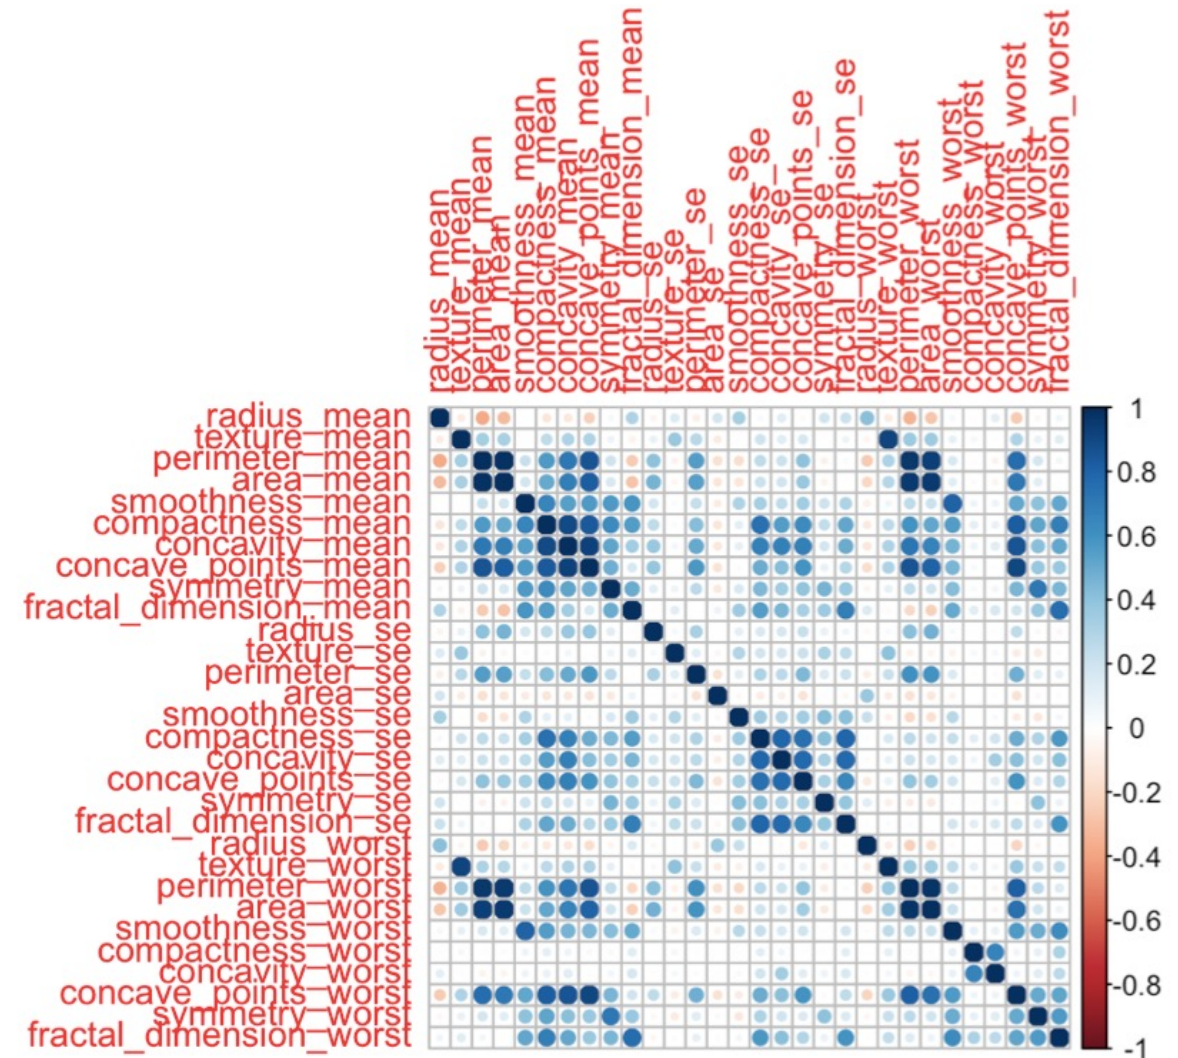 radius_mean
texture_mean
perimeter_mean
area_mean
smoothness_mean
compactness_mean
concavity_mean
concave_points_mean
symmetry_mean
fractal_dimension_mean
radius_se
texture_se
perimeter_se
area_se
smoothness_se
compactness_se
concavity_se
concave_points_se
symmetry_se
fractal_dimension_se
radius_worst
texture_worst
perimeter_worst
area_worst
smoothness_worst
compactness_worst
concavity_worst
concave_points_worst
symmetry_worst
fractal_dimension_worst
radius_mean
texture_mean
perimeter_mean
area_mean
smoothness_mean
compactness_mean
concavity_mean
concave_points_mean
symmetry_mean
fractal_dimension_mean
radius_se
texture_se
perimeter_se
area_se
smoothness_se
compactness_se
concavity_se
concave_points_se
symmetry_se
fractal_dimension_se
radius_worst
texture_worst
perimeter_worst
area_worst
smoothness_worst
compactness_worst
concavity_worst
concave_points_worst
symmetry_worst
fractal_dimension_worst
1
0.8
0.6
0.4
0.2
0
-0.2
-0.4
-0.6
-0.8
-1